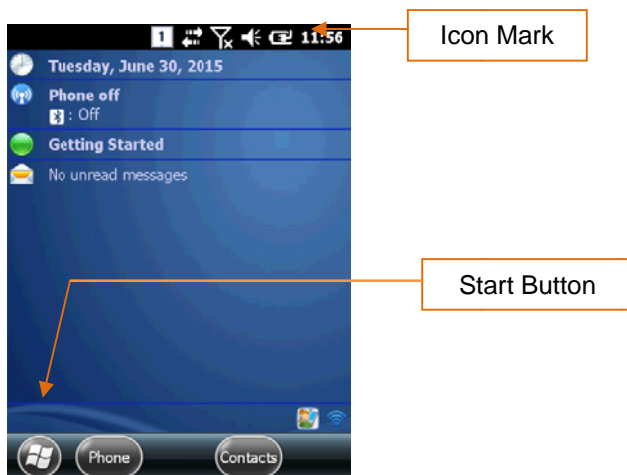 1 11:56
Icon Mark
Tuesday, June 30, 2015
Phone off
: Off
Getting Started
No unread messages
Start Button
Phone Contacts